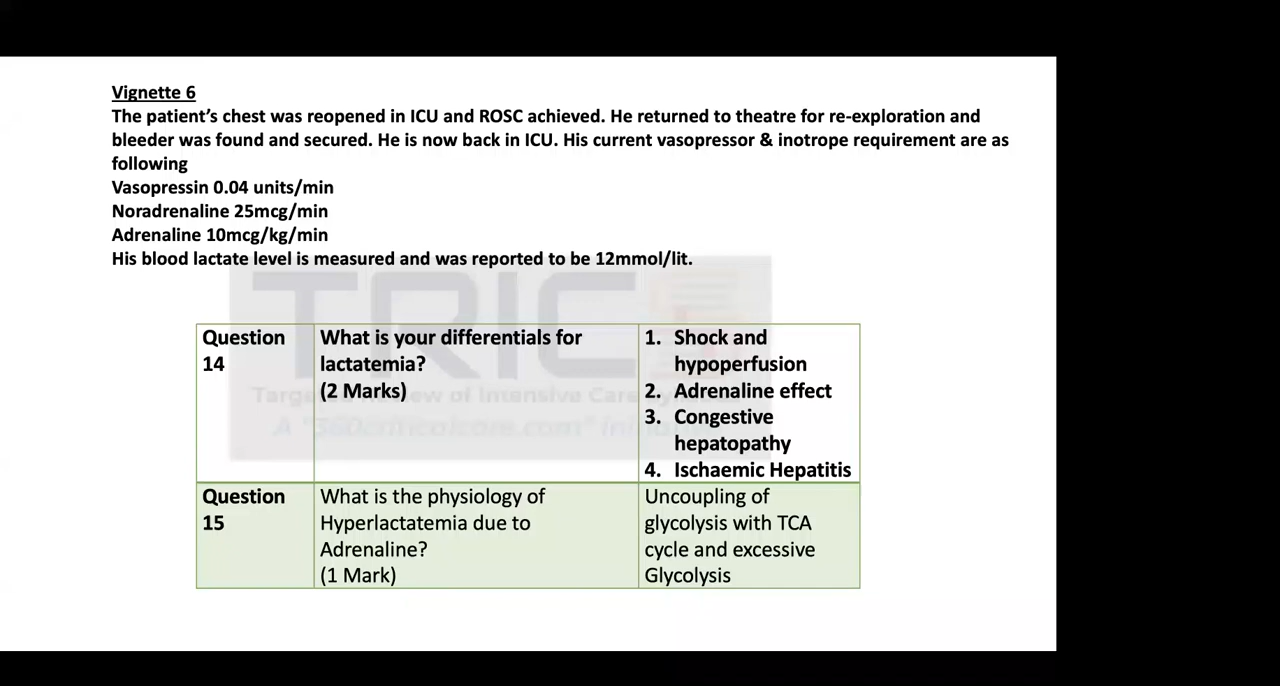 Vignette 6
The patient's chest was reopened in ICU and ROSC achieved. He returned to theatre for re-exploration and
bleeder was found and secured. He is now back in ICU. His current vasopressor & inotrope requirement are as
following
Vasopressin 0.04 units/min
Noradrenaline 25mcg/min
Adrenaline 10mcg/kg/min
His blood lactate level is measured and was reported to be 12mmol/lit.
TRIC
Question
14
What is your differentials for
lactatemia?
(2 Marks)
1. Shock and
hypoperfusion
2. Adrenaline effect
3. Congestive
hepatopathy
4. Ischaemic Hepatitis
of Intensive Care
A "360criticalcare.com"
Question
15
What is the physiology of
Hyperlactatemia due to
Adrenaline?
(1 Mark)
Uncoupling of
glycolysis with TCA
cycle and excessive
Glycolysis